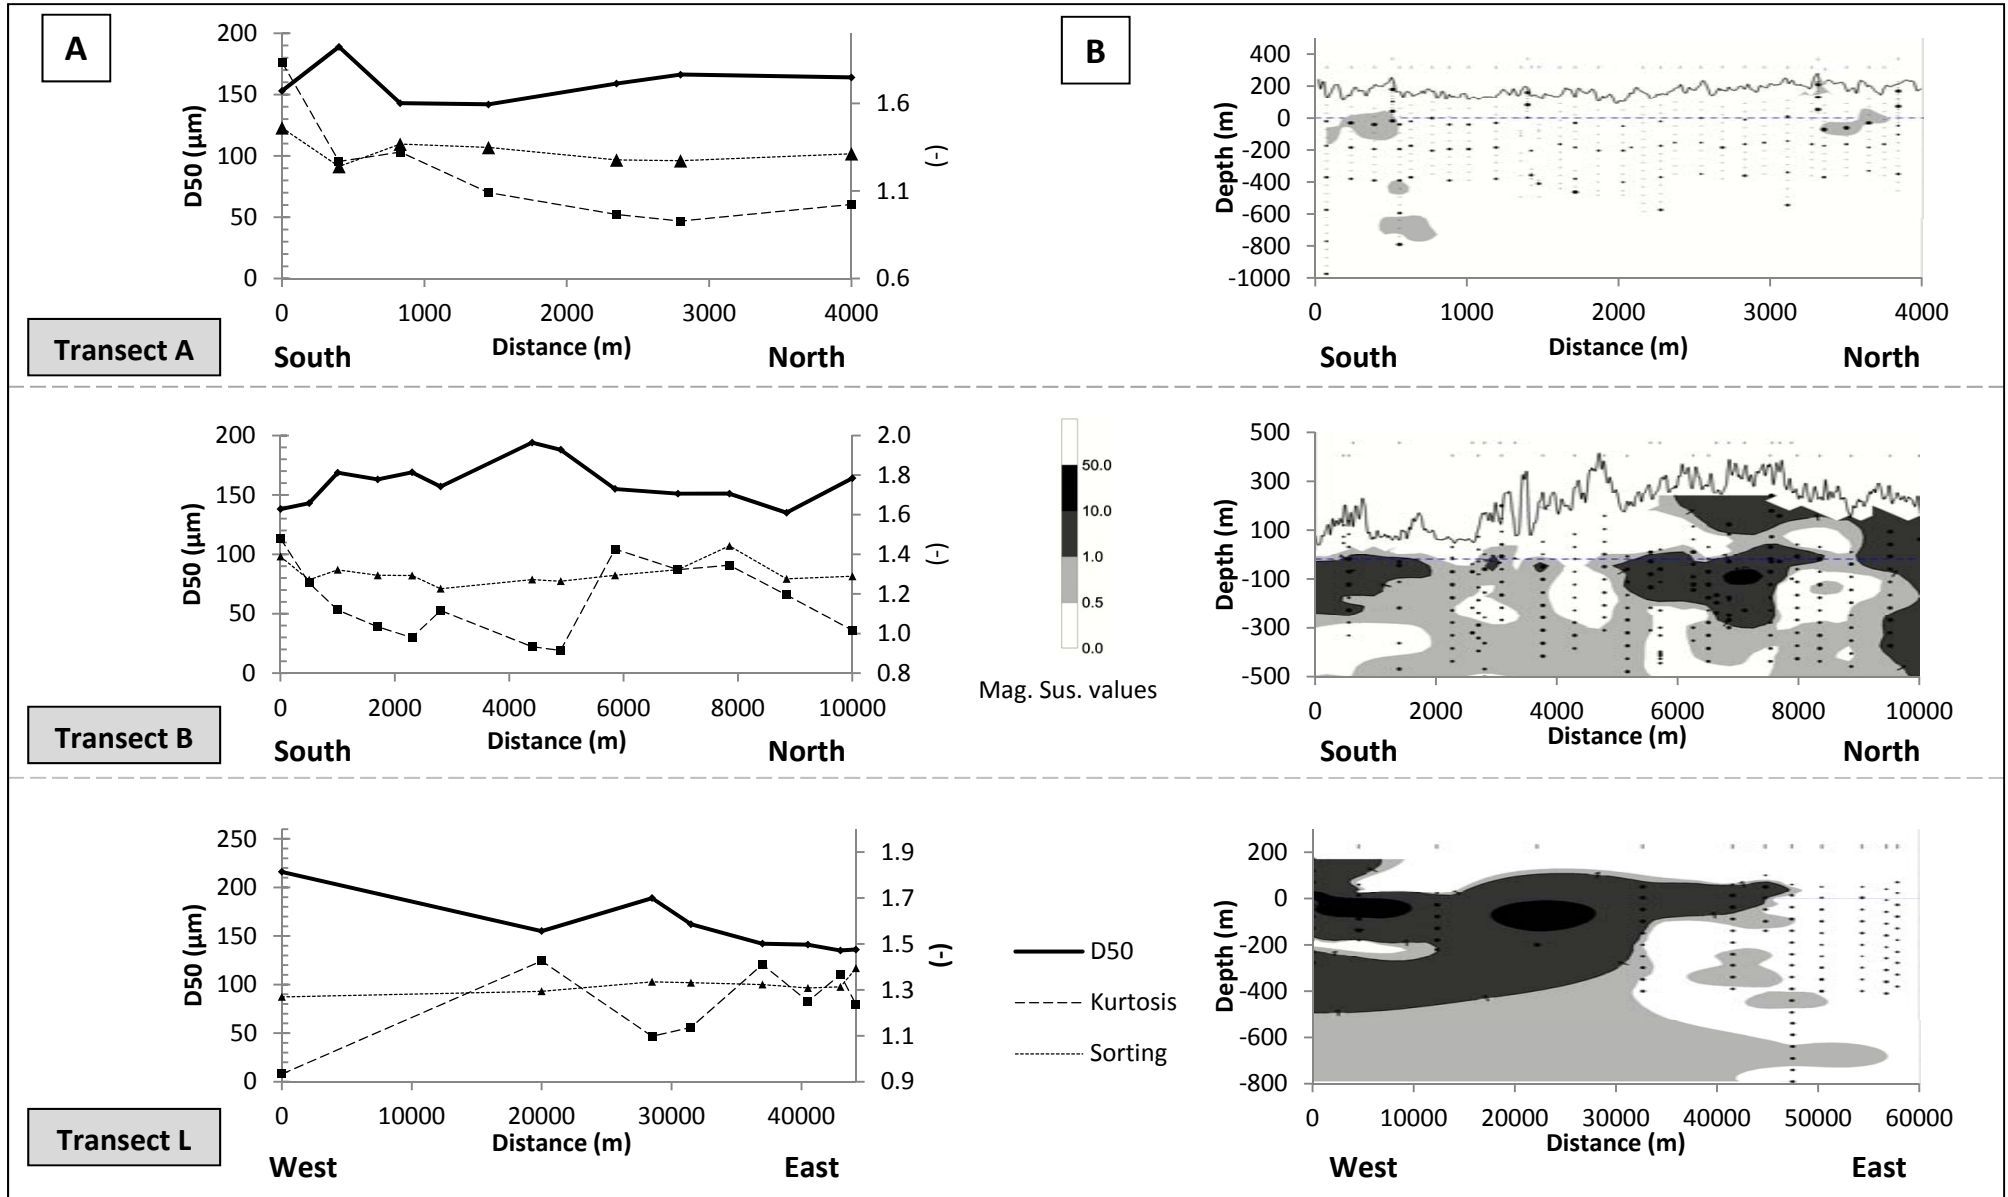 A
B
200
150
100
50
0
D50 (µm)
1.6
1.1
0.6
(-)
0 1000 2000 3000 4000
Distance (m)
South North
Transect A
400
200
0
-200
-400
-600
-800
-1000
Depth (m)
0 1000 2000 3000 4000
Distance (m)
South North
200
150
100
50
0
D50 (µm)
2.0
1.8
1.6
1.4
1.2
1.0
0.8
(-)
0 2000 4000 6000 8000 10000
Distance (m)
South North
Transect B
50.0
10.0
1.0
0.5
0.0
Mag. Sus. values
500
300
100
-100
-300
-500
Depth (m)
0 2000 4000 6000 8000 10000
Distance (m)
South North
250
200
150
100
50
0
D50 (µm)
1.9
1.7
1.5
1.3
1.1
0.9
(-)
0 10000 20000 30000 40000
Distance (m)
West East
Transect L
D50
Kurtosis
Sorting
200
0
-200
-400
-600
-800
Depth (m)
0 10000 20000 30000 40000 50000 60000
Distance (m)
West East